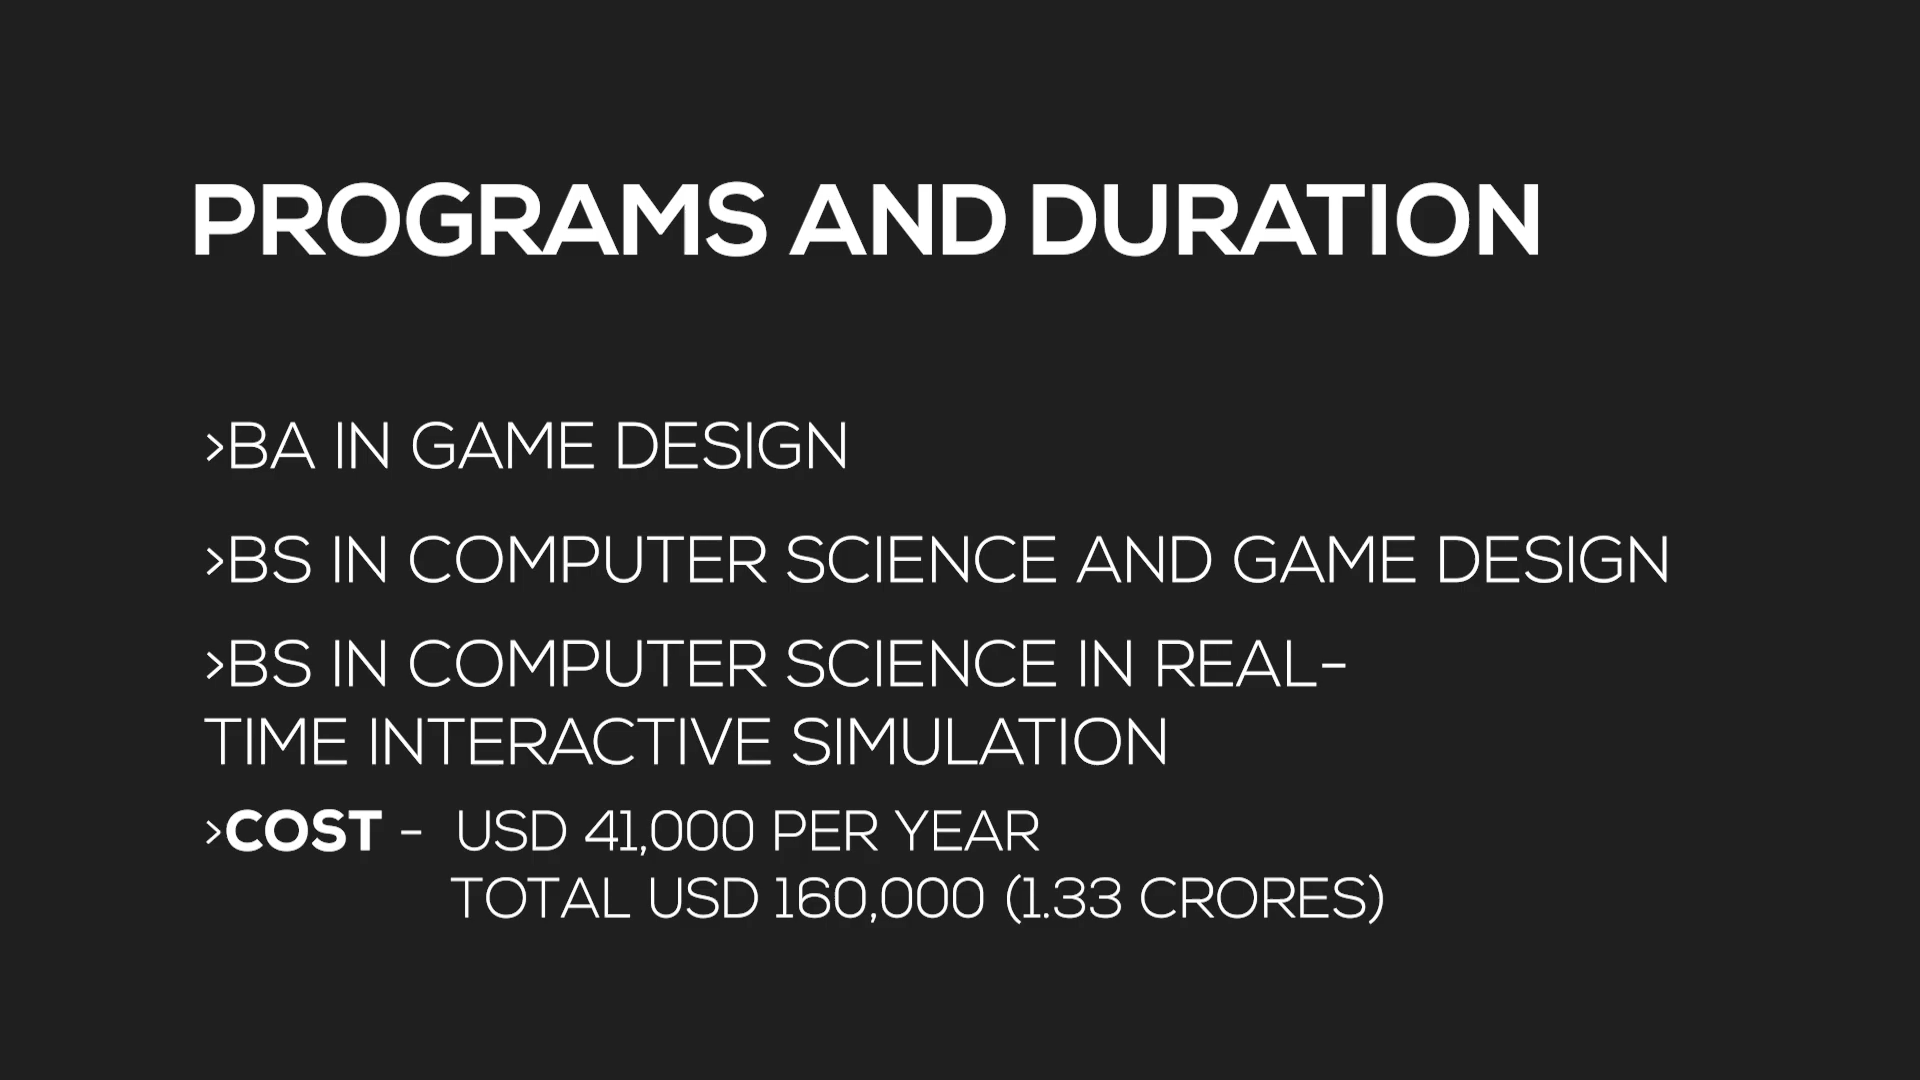 PROGRAMS AND DURATION
>BA IN GAME DESIGN
>BS IN COMPUTER SCIENCE AND GAME DESIGN
>BS IN COMPUTER SCIENCE IN REAL-
TIME INTERACTIVE SIMULATION
>COST - USD 41,000 PER YEAR
TOTAL USD 160,000 (1.33 CRORES)